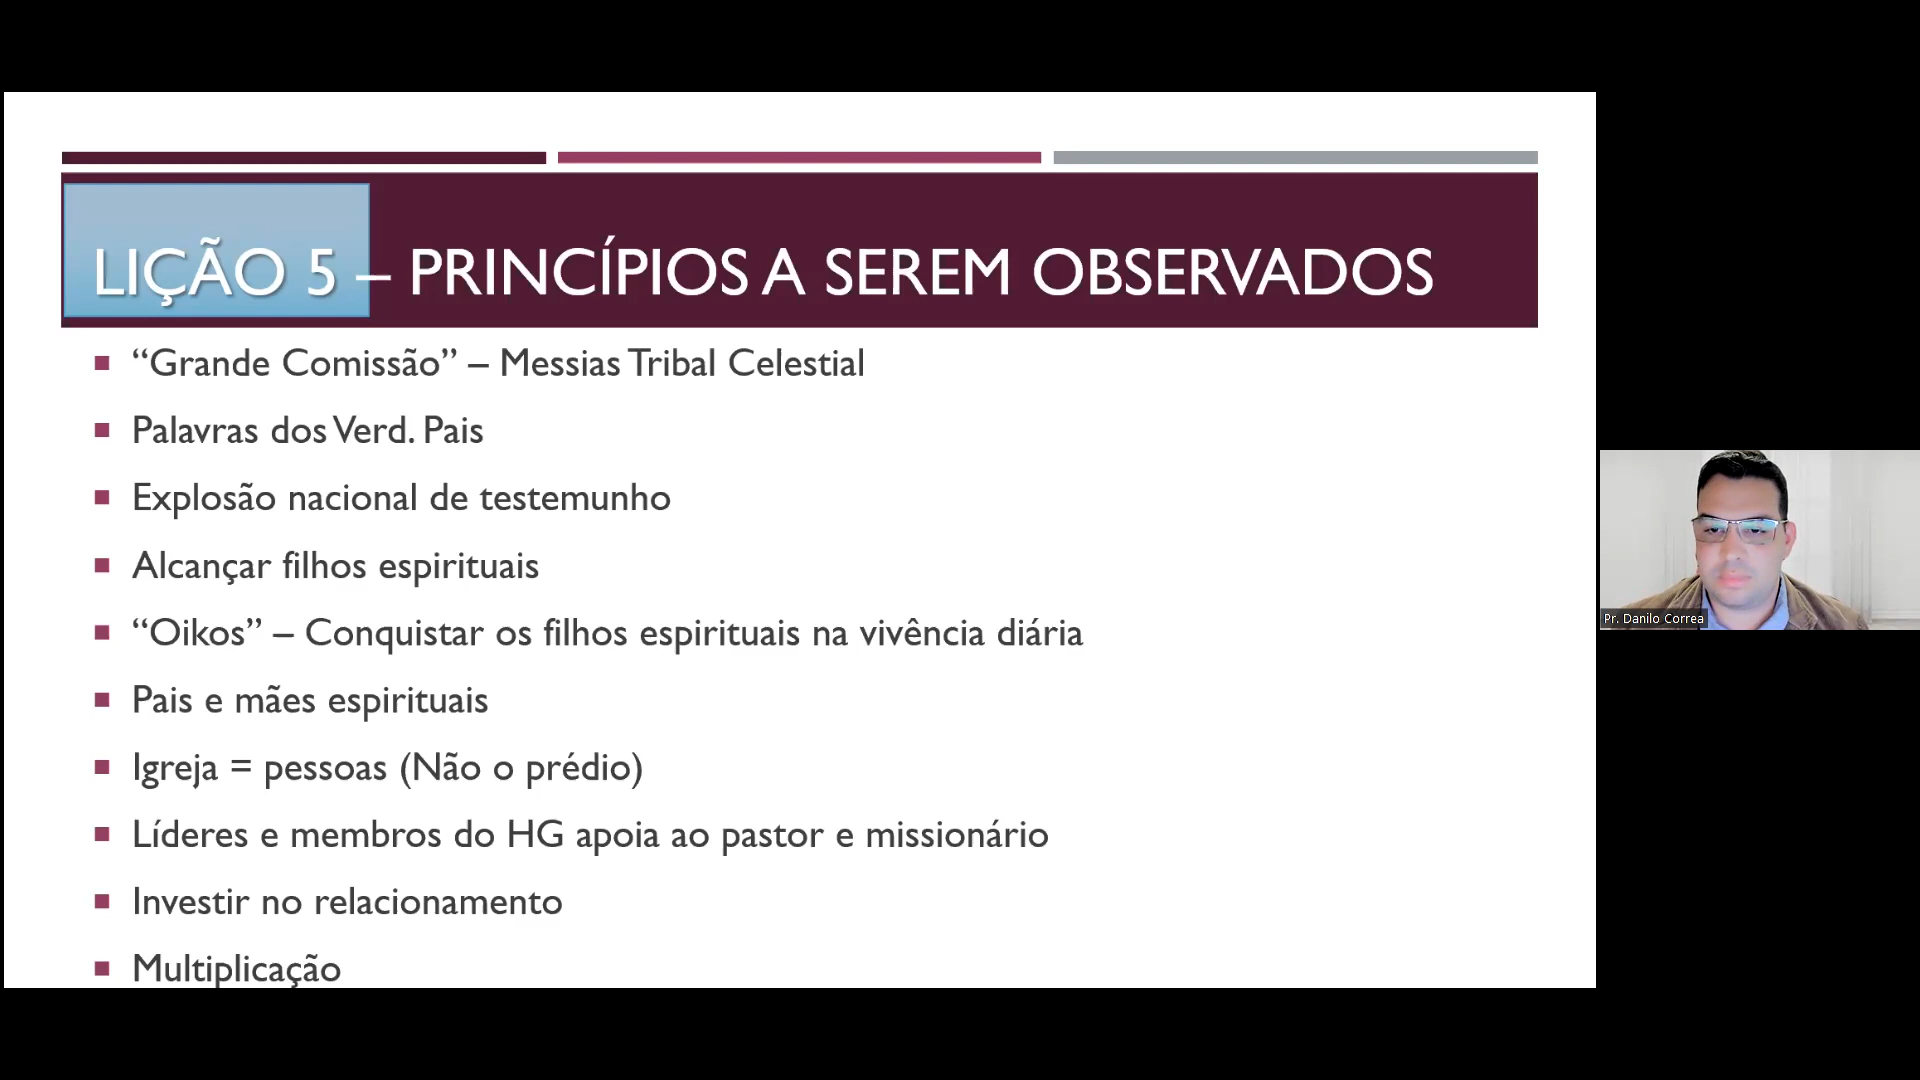 LIÇÃO 5 – PRINCÍPIOS A SEREM OBSERVADOS
“Grande Comissão” – Messias Tribal Celestial
Palavras dos Verd. Pais
Explosão nacional de testemunho
Alcançar filhos espirituais
“Oikos” – Conquistar os filhos espirituais na vivência diária
Pais e mães espirituais
Igreja = pessoas (Não o prédio)
Líderes e membros do HG apoia ao pastor e missionário
Investir no relacionamento
Multiplicação
Pr. Danilo Correa